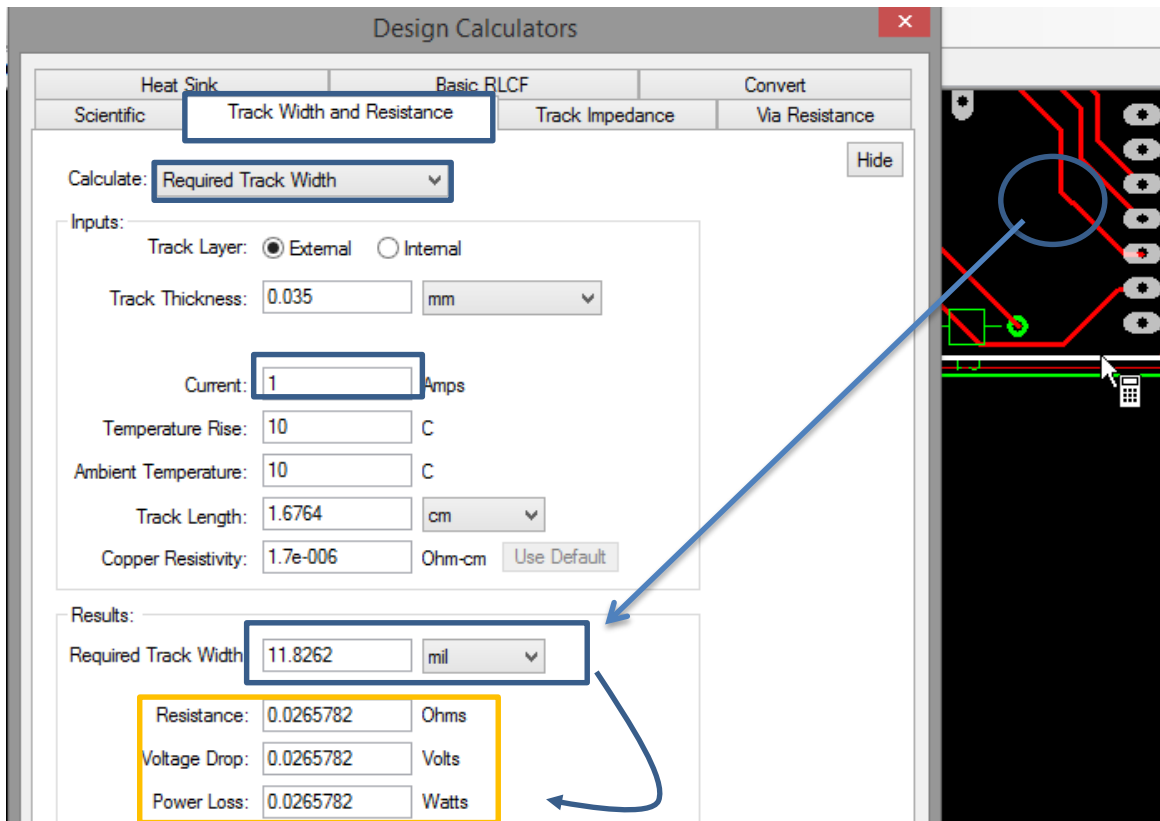 Design Calculators
Heat Sink Basic RLCF Convert
Scientific Track Width and Resistance Track Impedance Via Resistance
Hide
Calculate: Required Track Width
Inputs:
Track Layer: External Internal
Track Thickness: 0.035 mm
Current: 1 Amps
Temperature Rise: 10 C
Ambient Temperature: 10 C
Track Length: 1.6764 cm
Copper Resistivity: 1.7e-006 Ohm-cm Use Default
Results:
Required Track Width 11.8262 mil
Resistance: 0.0265782 Ohms
Voltage Drop: 0.0265782 Volts
Power Loss: 0.0265782 Watts